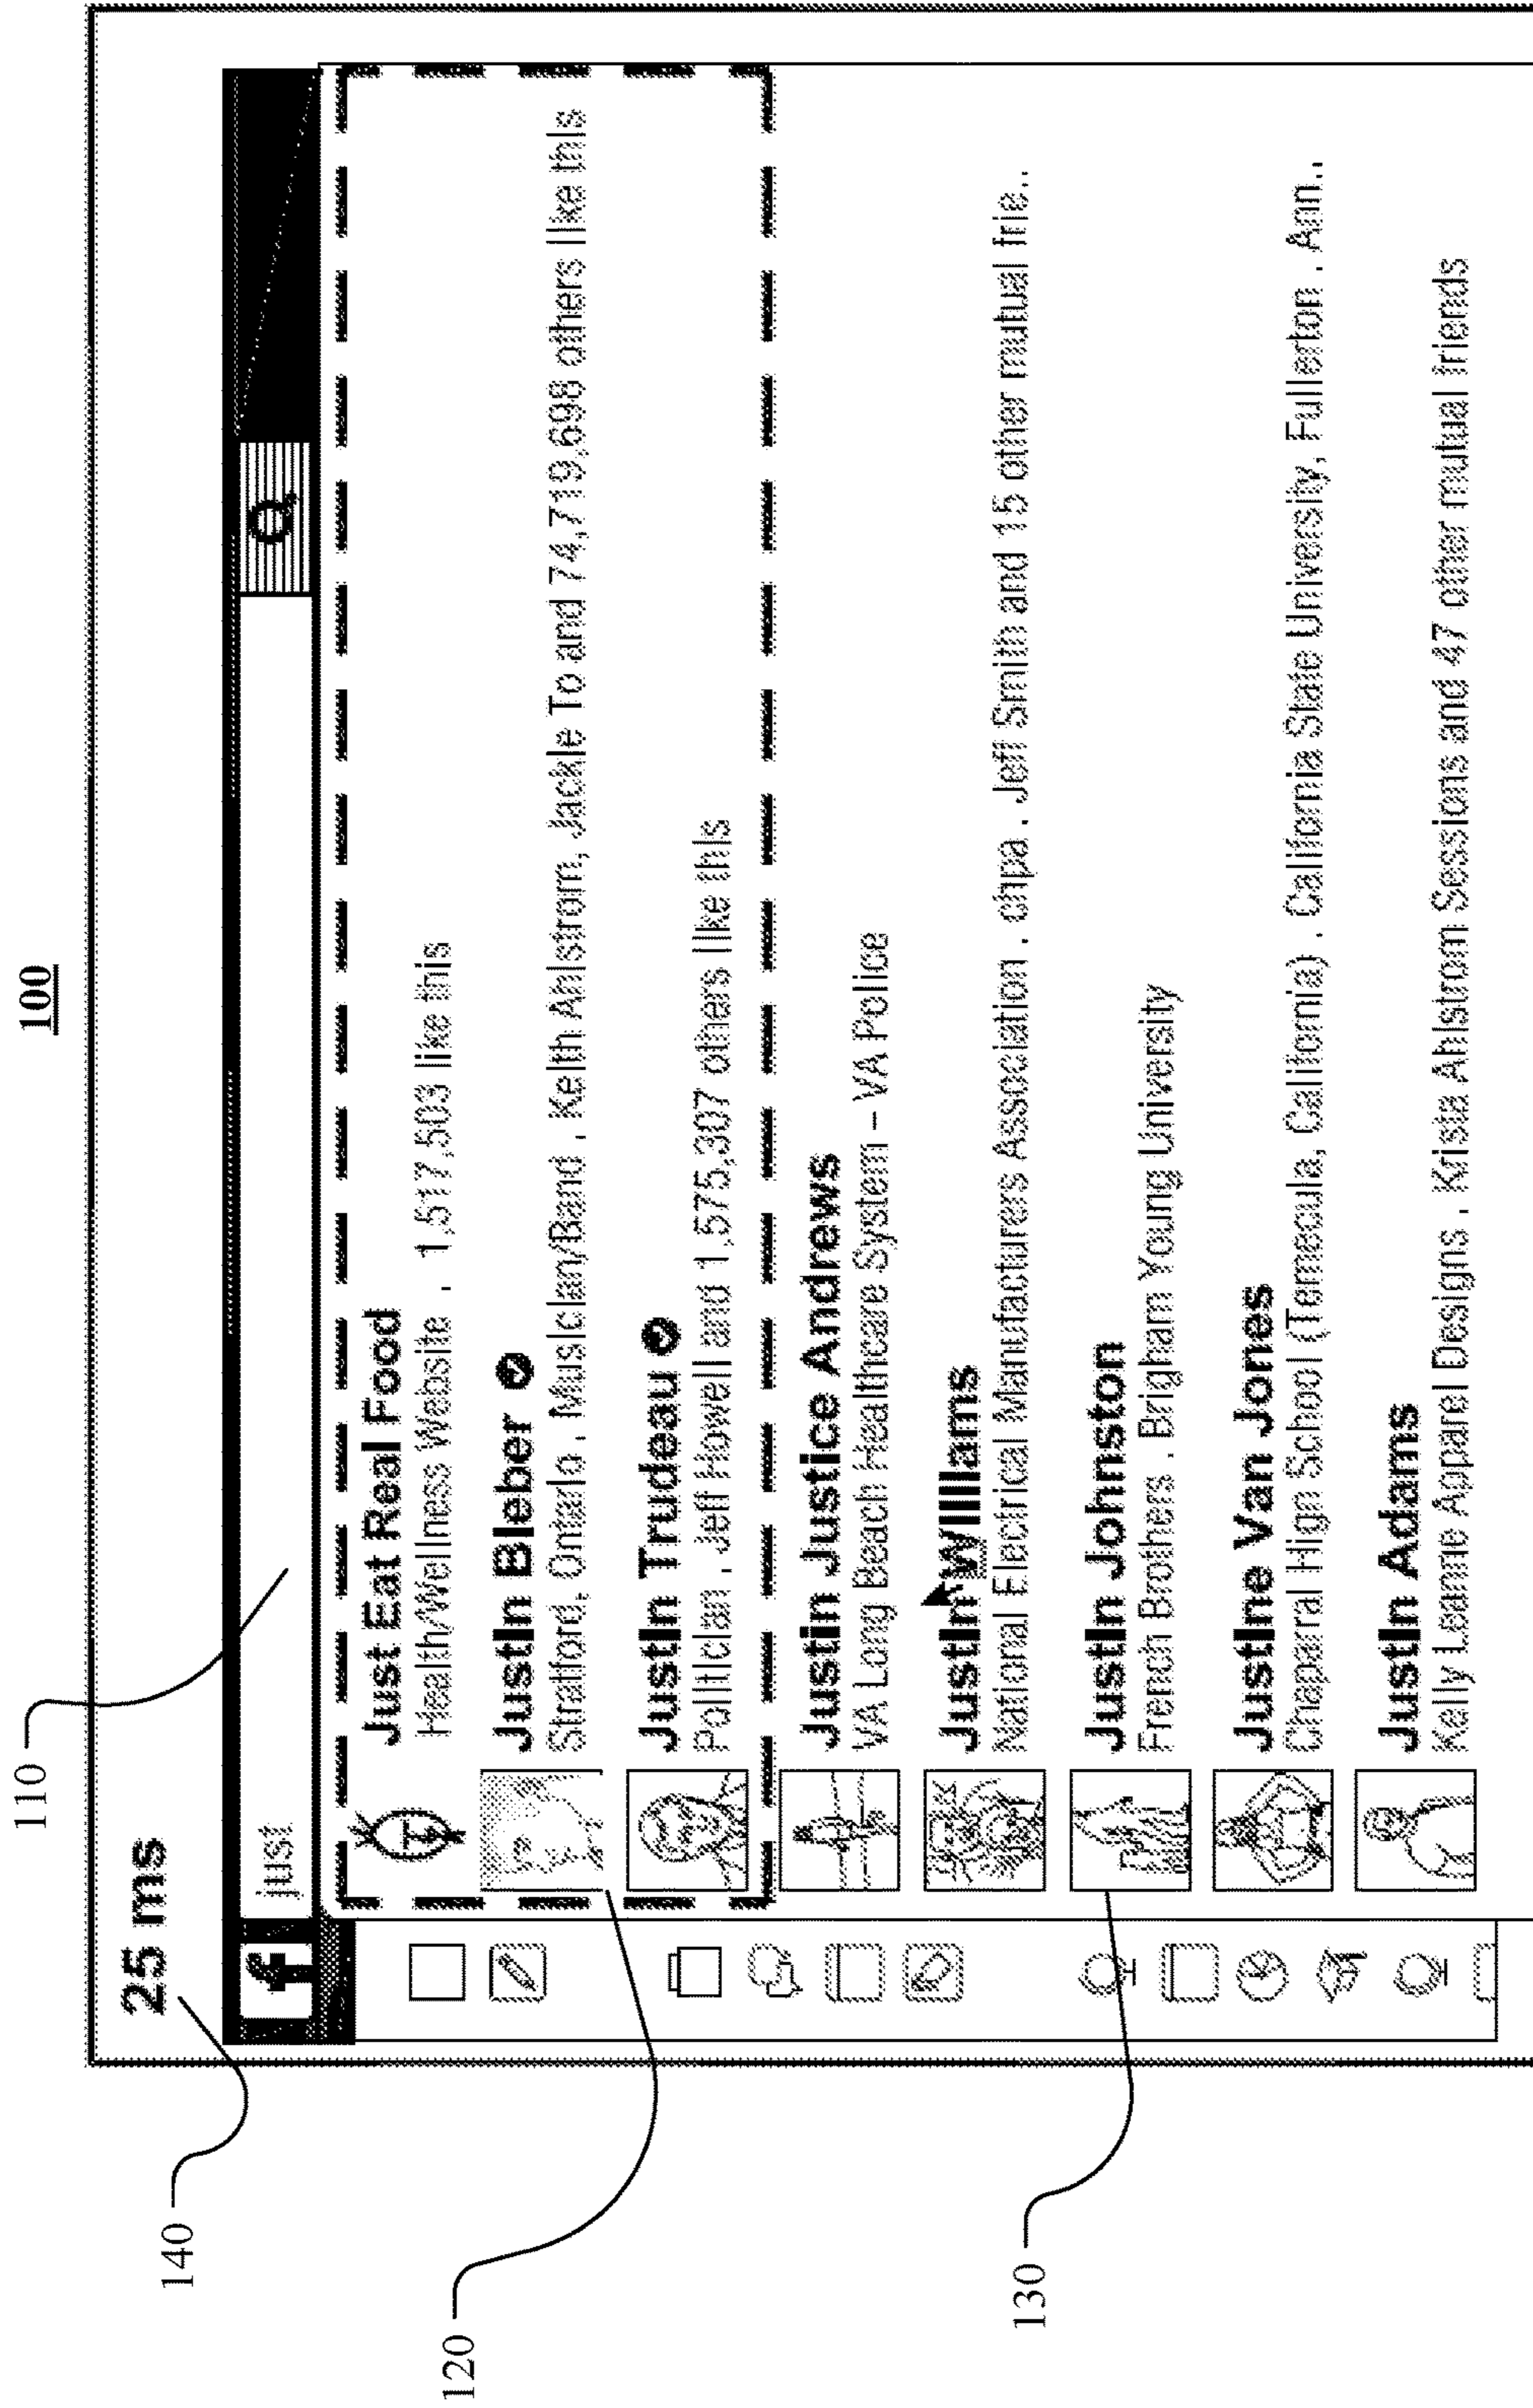 100
110
25 ms
140
f
just
Just Eat Real Food
Health/Wellness Website . 1,517,503 like this
Justin Bieber
Stratford, Ontario . Musician/Band . Keith Ahlstrom, Jackie To and 74,719,698 others like this
Justin Trudeau
Politician . Jeff Howell and 1,575,307 others like this
120
Justin Justice Andrews
VA Long Beach Healthcare System – VA Police
Justin Williams
National Electrical Manufacturers Association . chpa . Jeff Smith and 15 other mutual frie..
Justin Johnston
French Brothers . Brigham Young University
130
Justine Van Jones
Chaparral High School (Temecula, California) . California State University, Fullerton . Ann..
Justin Adams
Kelly Leanne Apparel Designs . Krista Ahlstrom Sessions and 47 other mutual friends